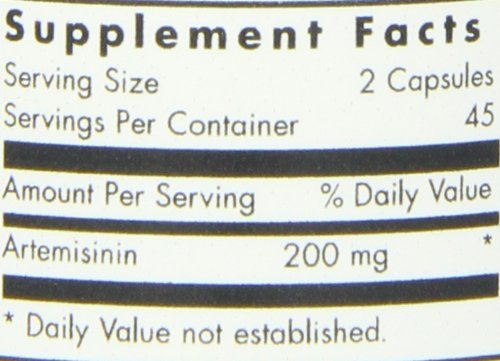 Supplement Facts
Serving Size 2 Capsules
Servings Per Container 45
Amount Per Serving % Daily Value
Artemisinin 200 mg *
* Daily Value not established.